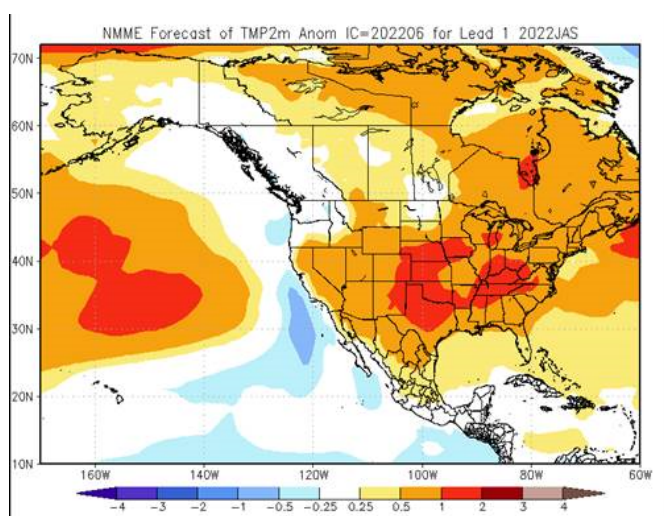 NMME Forecast of TMP2m Anom IC=202206 for Lead 1 2022JAS
70N
60N
50N
40N
30N
20N
10N
160W 140W 120W 100W 80W 60W
-4 -3 -2 -1 -0.5 -0.25 0.25 0.5 1 2 3 4